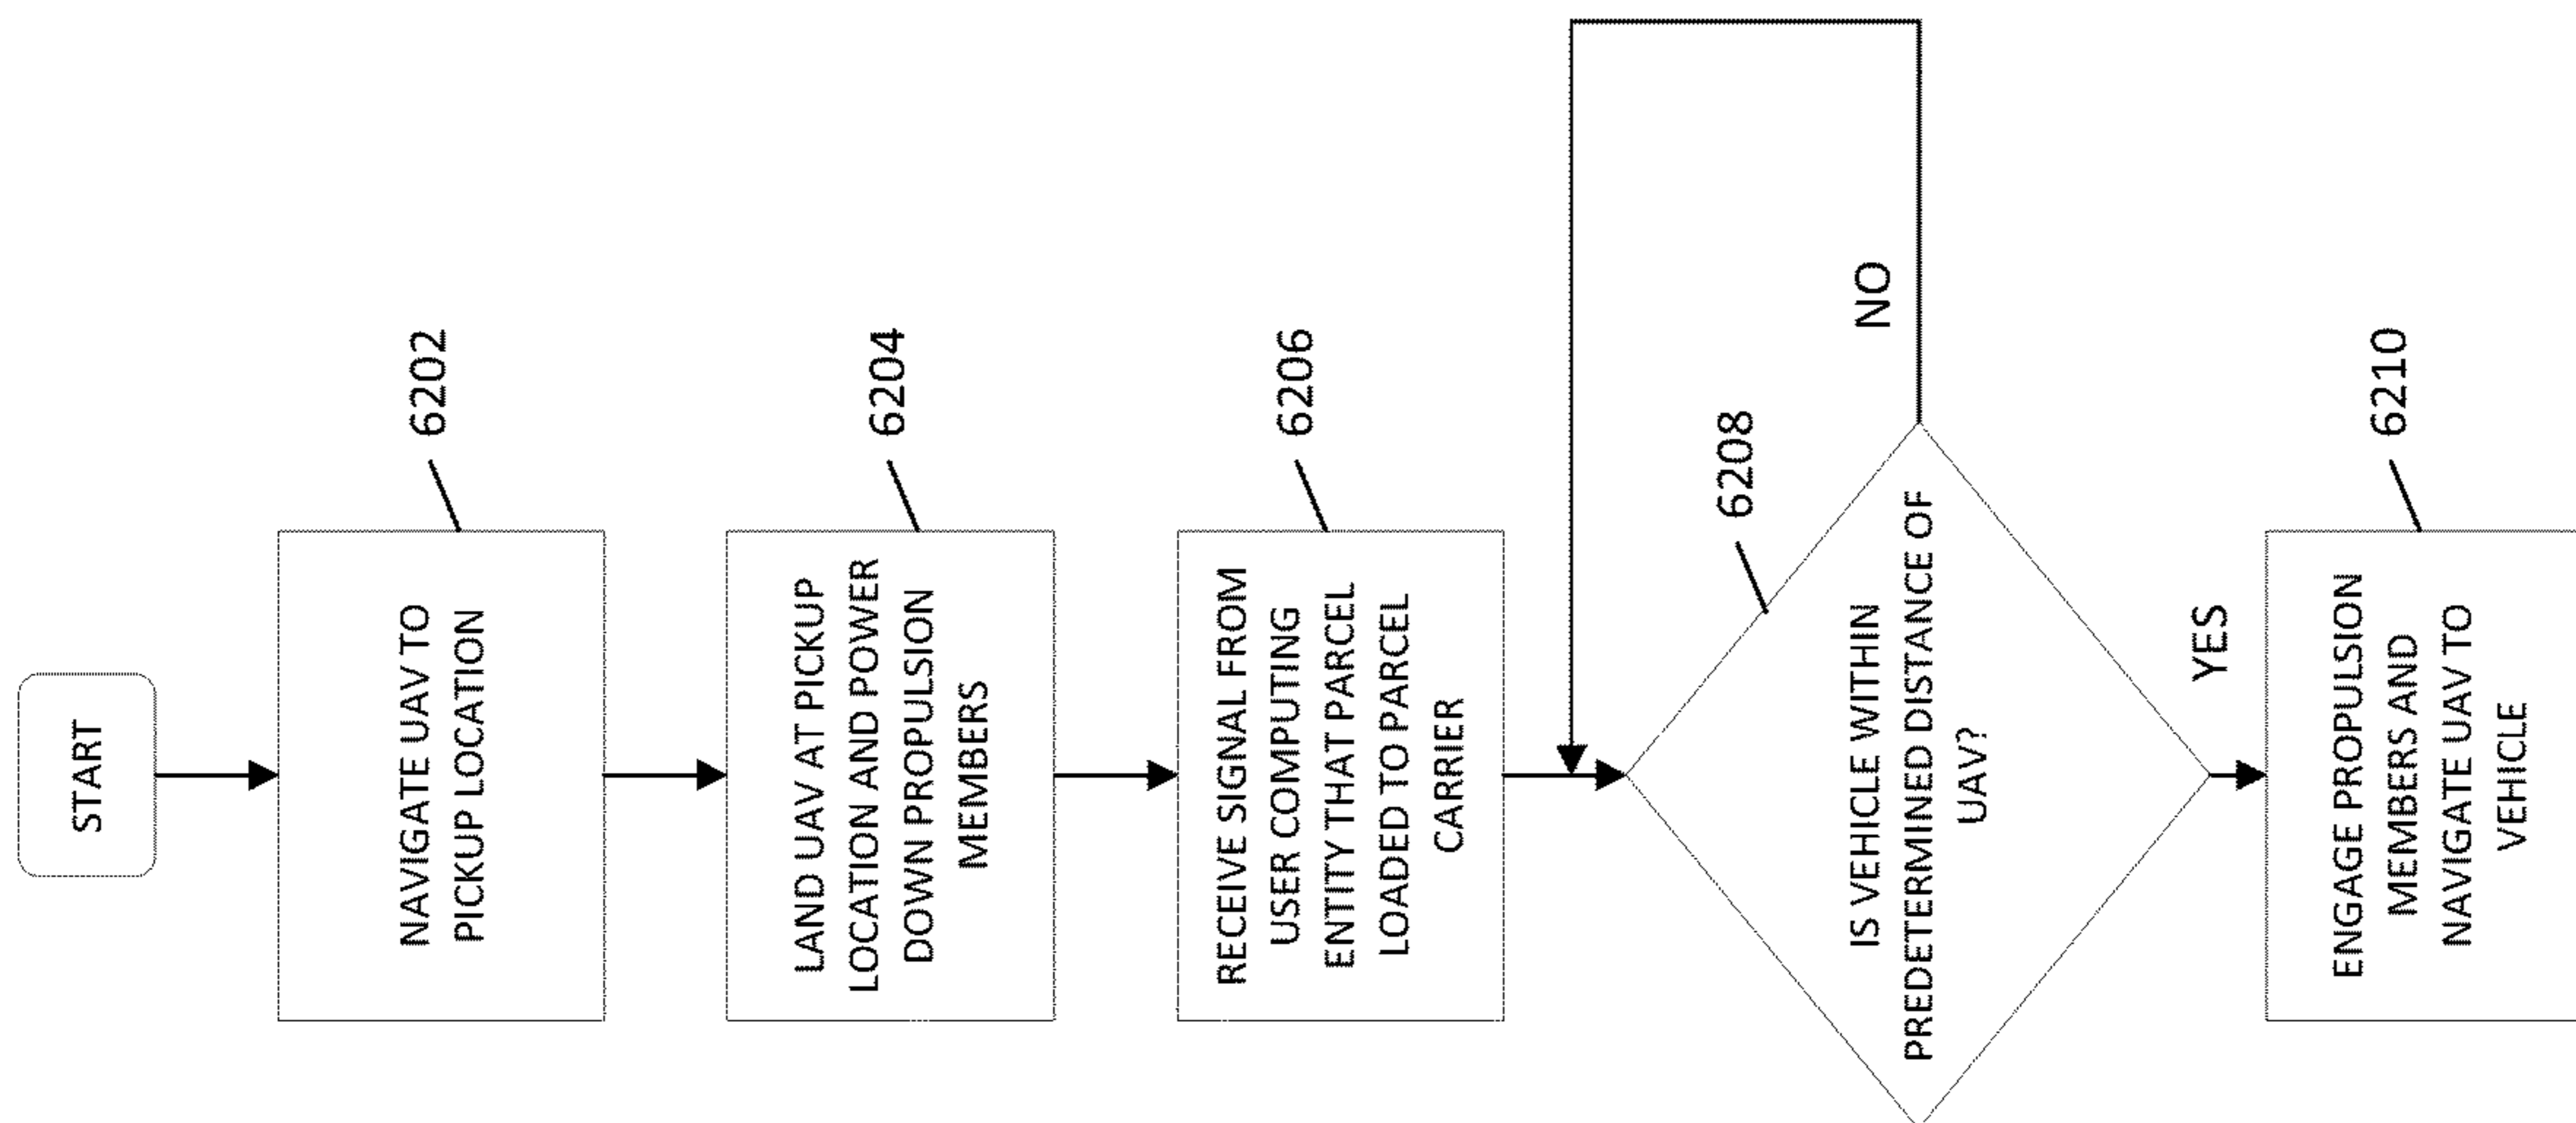 START
NAVIGATE UAV TO
PICKUP LOCATION
6202
LAND UAV AT PICKUP
LOCATION AND POWER
DOWN PROPULSION
MEMBERS
6204
RECEIVE SIGNAL FROM
USER COMPUTING
ENTITY THAT PARCEL
LOADED TO PARCEL
CARRIER
6206
IS VEHICLE WITHIN
PREDETERMINED DISTANCE OF
UAV?
6208
NO
YES
ENGAGE PROPULSION
MEMBERS AND
NAVIGATE UAV TO
VEHICLE
6210